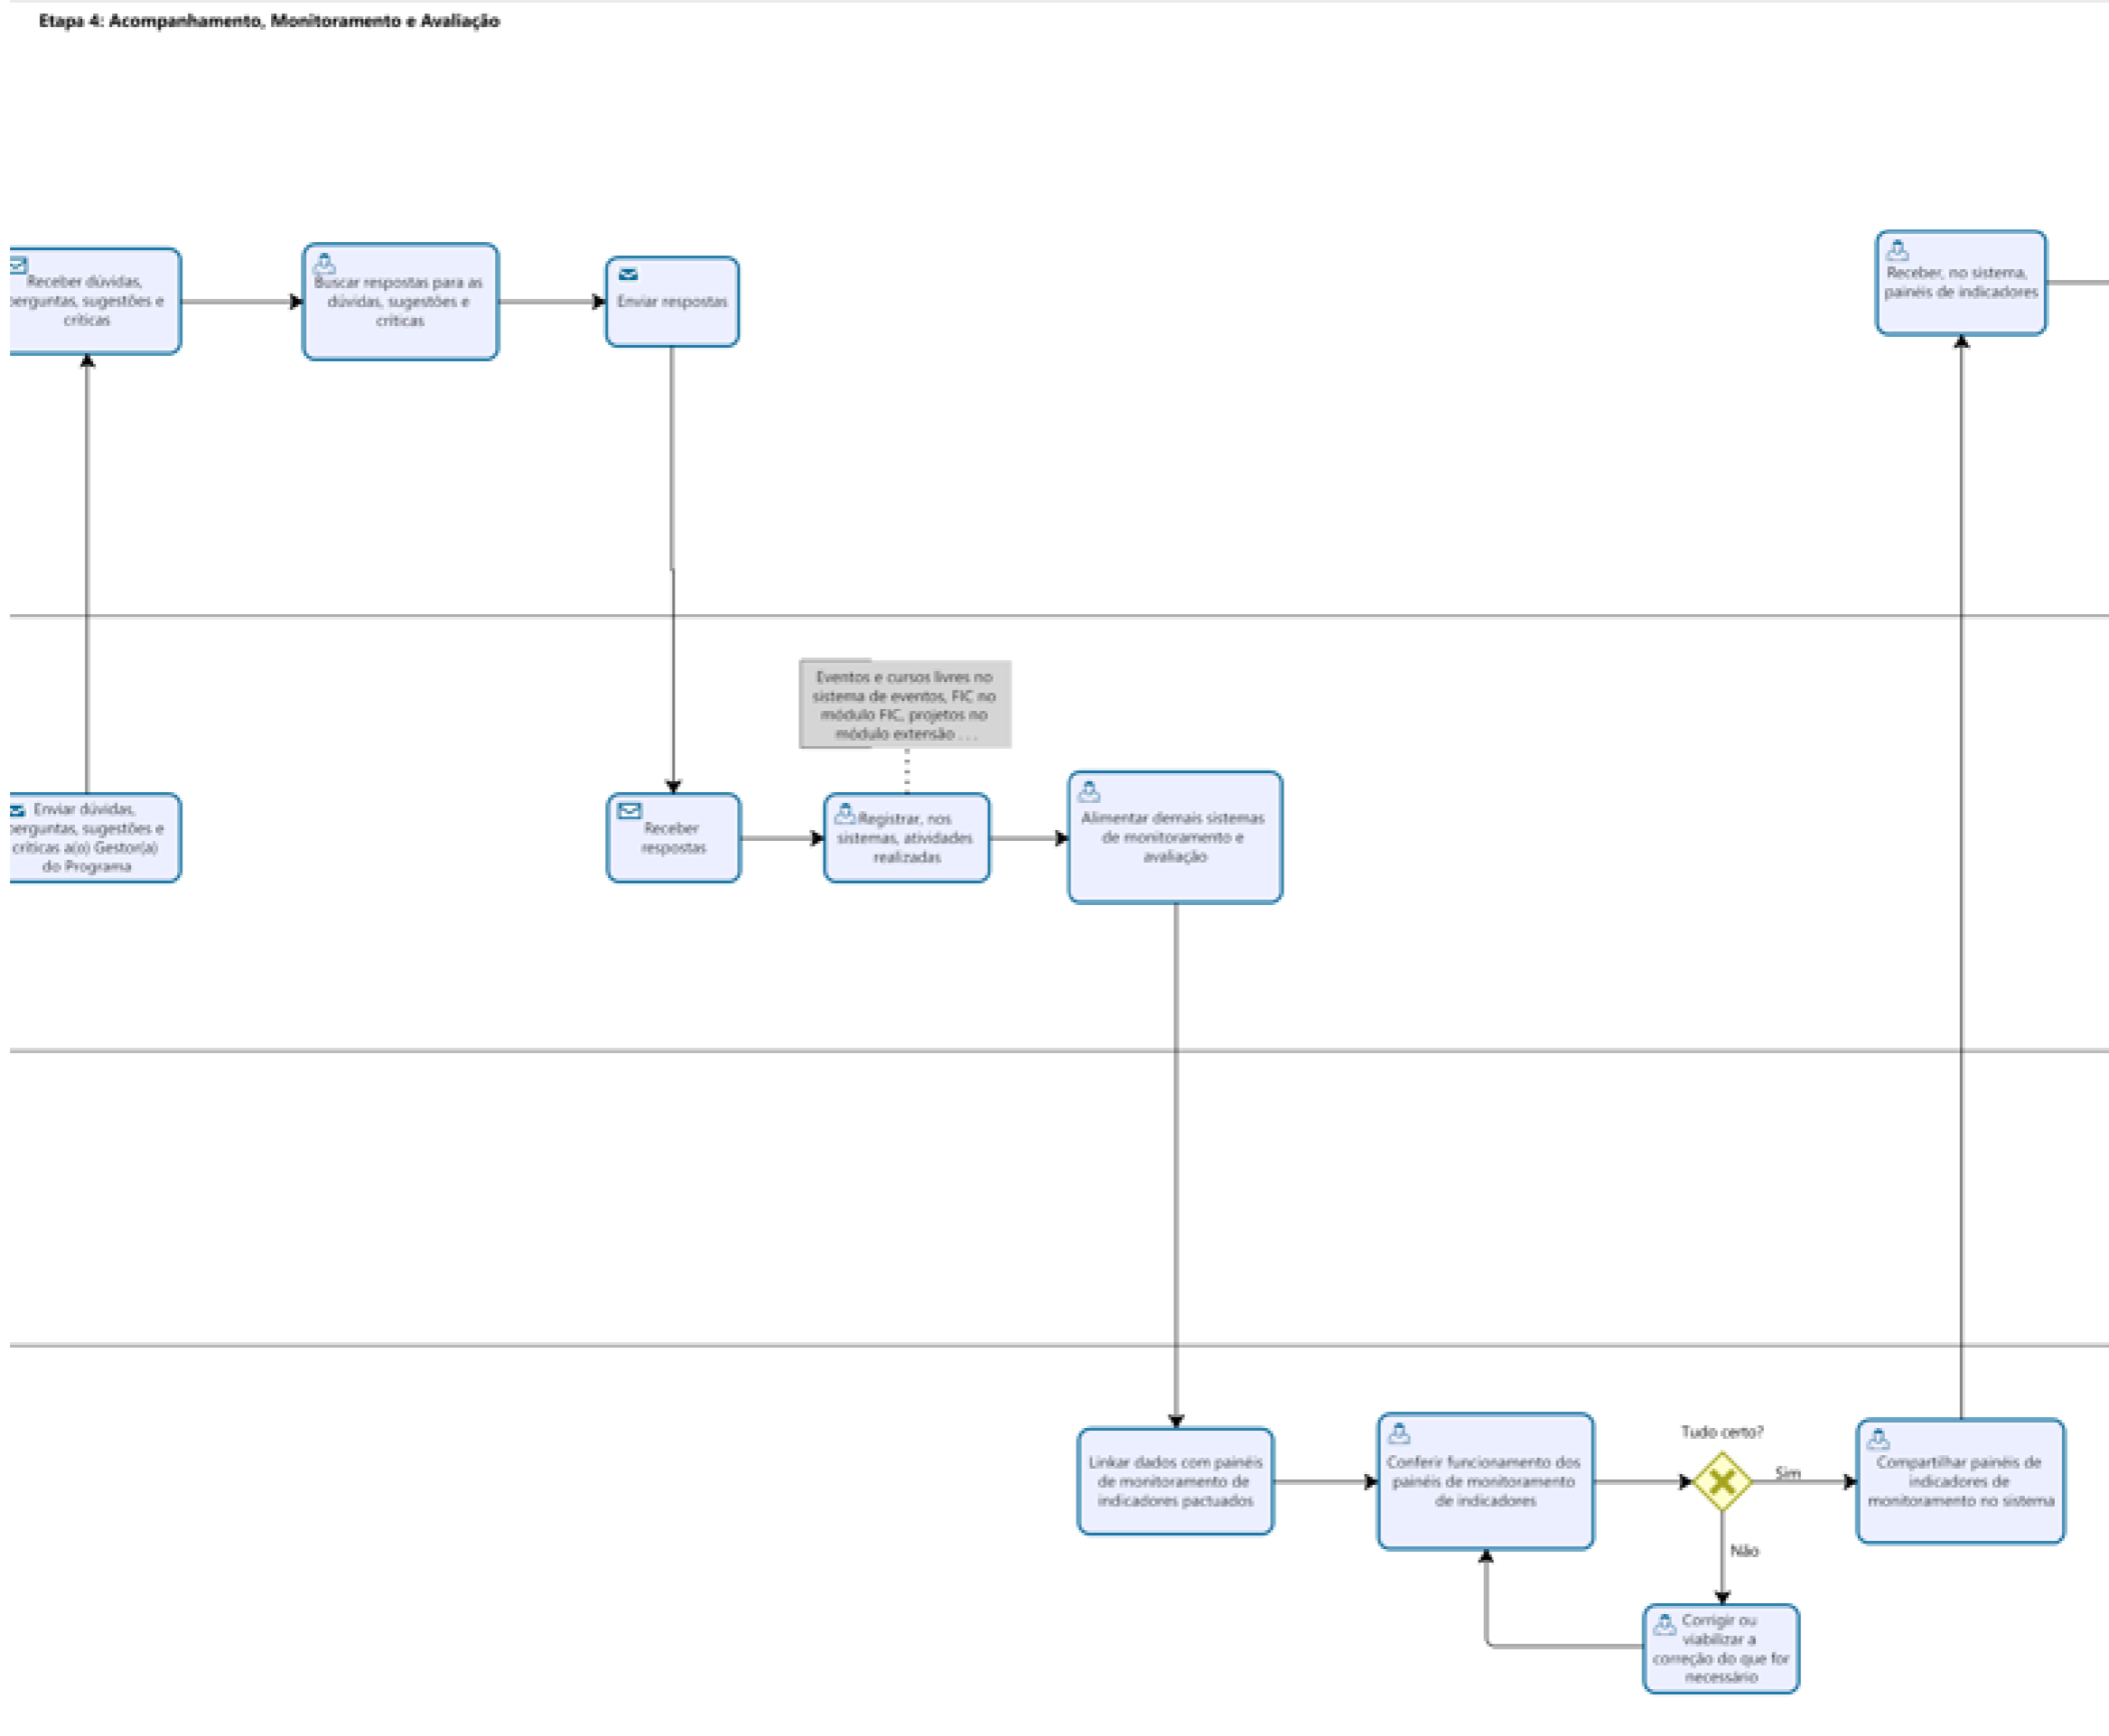 Etapa 4: Acompanhamento, Monitoramento e Avaliação
Receber dúvidas,
perguntas, sugestões e
críticas
Buscar respostas para as
dúvidas, sugestões e
críticas
Enviar respostas
Receber, no sistema,
painéis de indicadores
Eventos e cursos livres no
sistema de eventos, FIC no
módulo FIC, projetos no
módulo extensão . . .
Enviar dúvidas,
perguntas, sugestões e
críticas a(o) Gestor(a)
do Programa
Receber
respostas
Registrar, nos
sistemas, atividades
realizadas
Alimentar demais sistemas
de monitoramento e
avaliação
Linkar dados com painéis
de monitoramento de
indicadores pactuados
Conferir funcionamento dos
painéis de monitoramento
de indicadores
Tudo certo?
Sim
Não
Compartilhar painéis de
indicadores de
monitoramento no sistema
Corrigir ou
viabilizar a
correção do que for
necessário